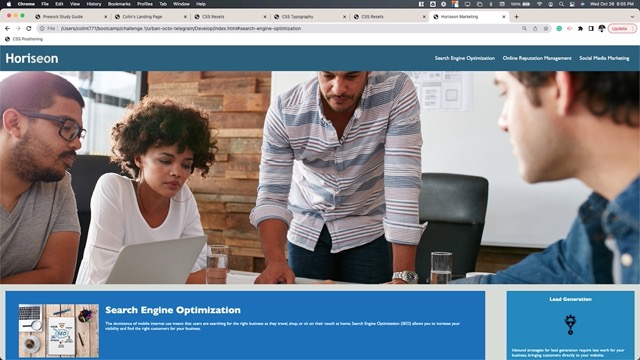 Chrome File Edit View History Bookmarks Profiles Tab Window Help
100%
Wed Oct 26 8:05 PM
Prework Study Guide
Colin's Landing Page
CSS Resets
CSS Typography
CSS Resets
Horiseon Marketing
File | /Users/colint771/bootcamp/challenge.1/urban-octo-telegram/Develop/index.html#search-engine-optimization
Update
CSS Positioning
Horiseon
Search Engine Optimization Online Reputation Management Social Media Marketing
SEO
Search Engine Optimization
The dominance of mobile internet use means that users are searching for the right business as they travel, shop, or sit on their couch at home. Search Engine Optimization (SEO) allows you to increase your
visibility and find the right customers for your business.
Lead Generation
Inbound strategies for lead generation require less work for your
business, bringing customers directly to your website.